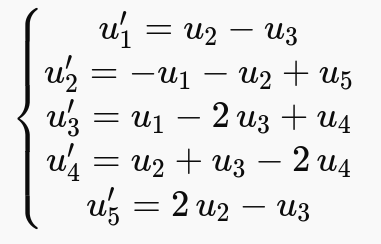 u₁′ = u₂ − u₃
u₂′ = −u₁ − u₂ + u₅
u₃′ = u₁ − 2 u₃ + u₄
u₄′ = u₂ + u₃ − 2 u₄
u₅′ = 2 u₂ − u₃